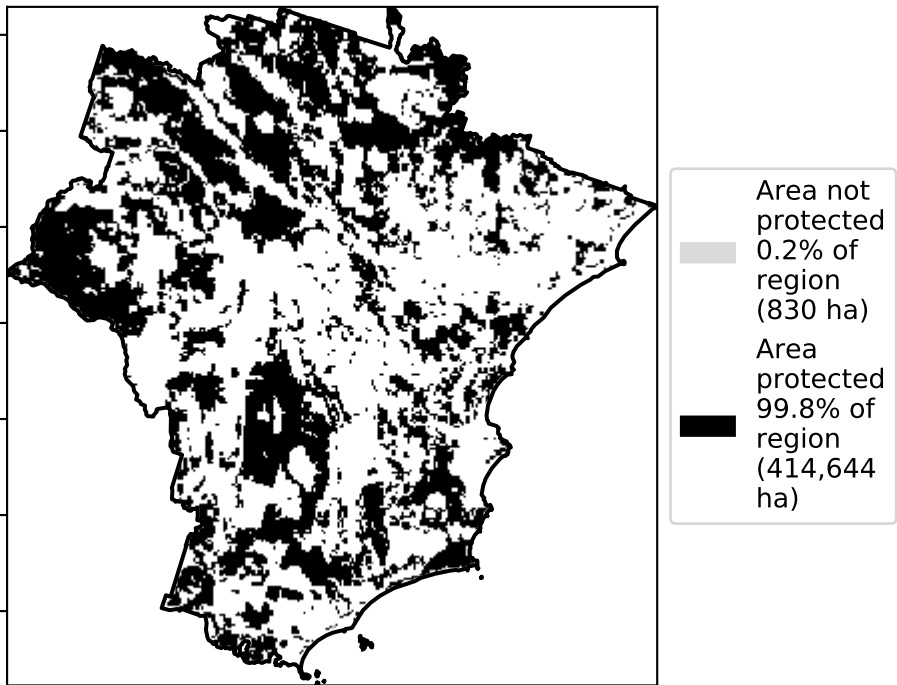 Area not
protected
0.2% of
region
(830 ha)
Area
protected
99.8% of
region
(414,644
ha)